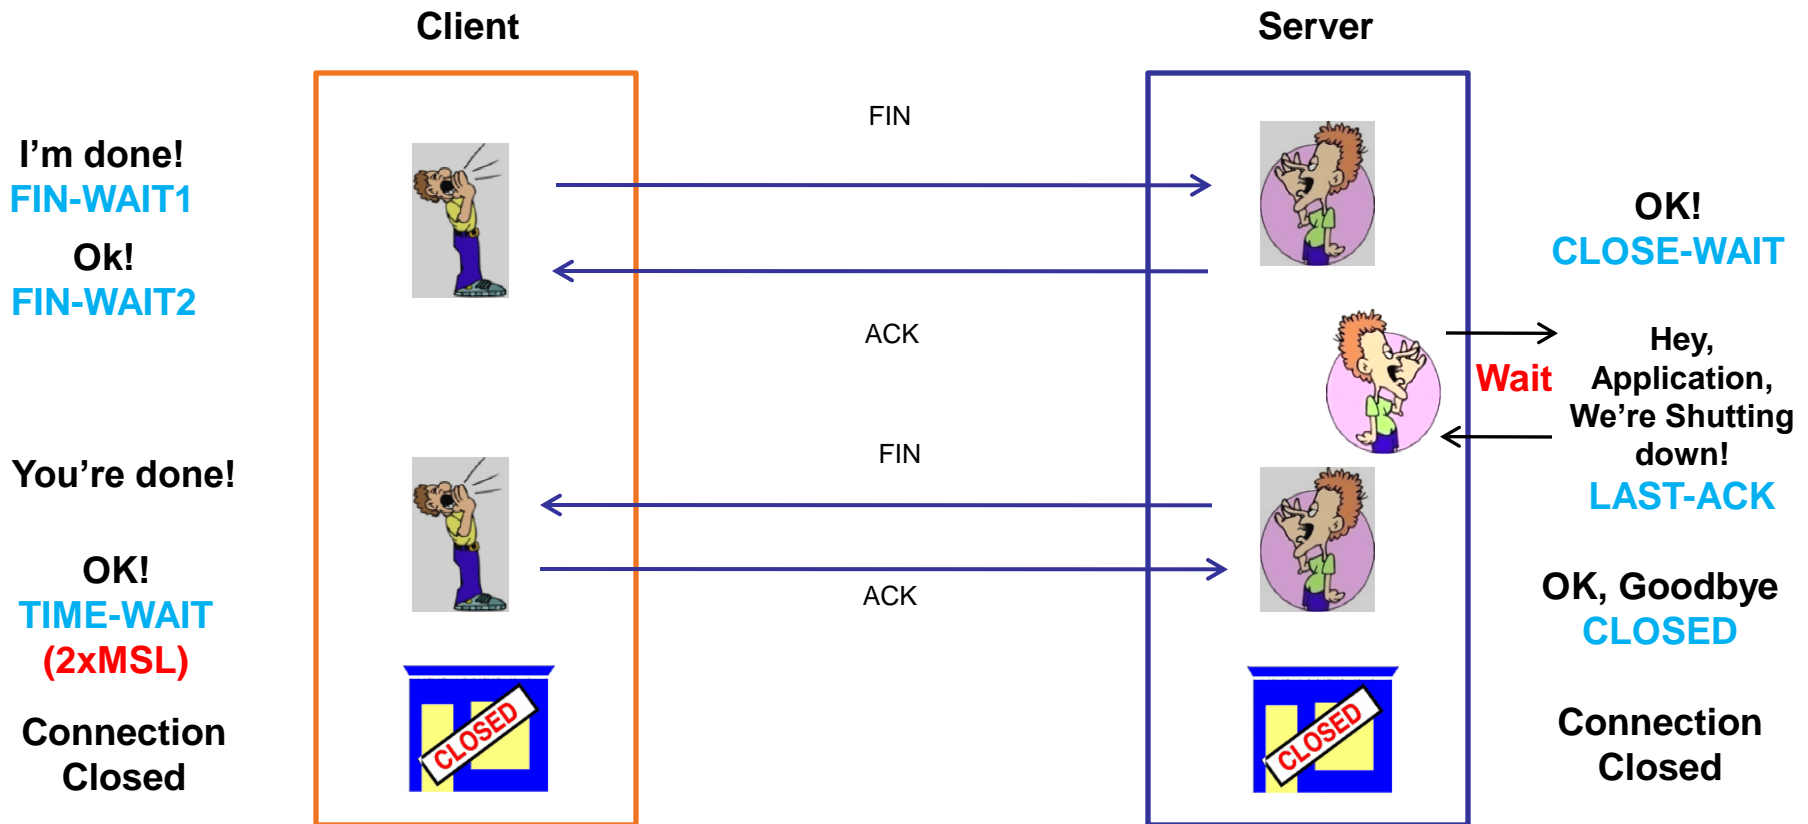 Client
Server
FIN
I'm done!
FIN-WAIT1
Ok!
FIN-WAIT2
OK!
CLOSE-WAIT
ACK
Wait
Hey,
Application,
We're Shutting
down!
LAST-ACK
FIN
You're done!
ACK
OK!
TIME-WAIT
(2xMSL)
OK, Goodbye
CLOSED
CLOSED
CLOSED
Connection
Closed
Connection
Closed